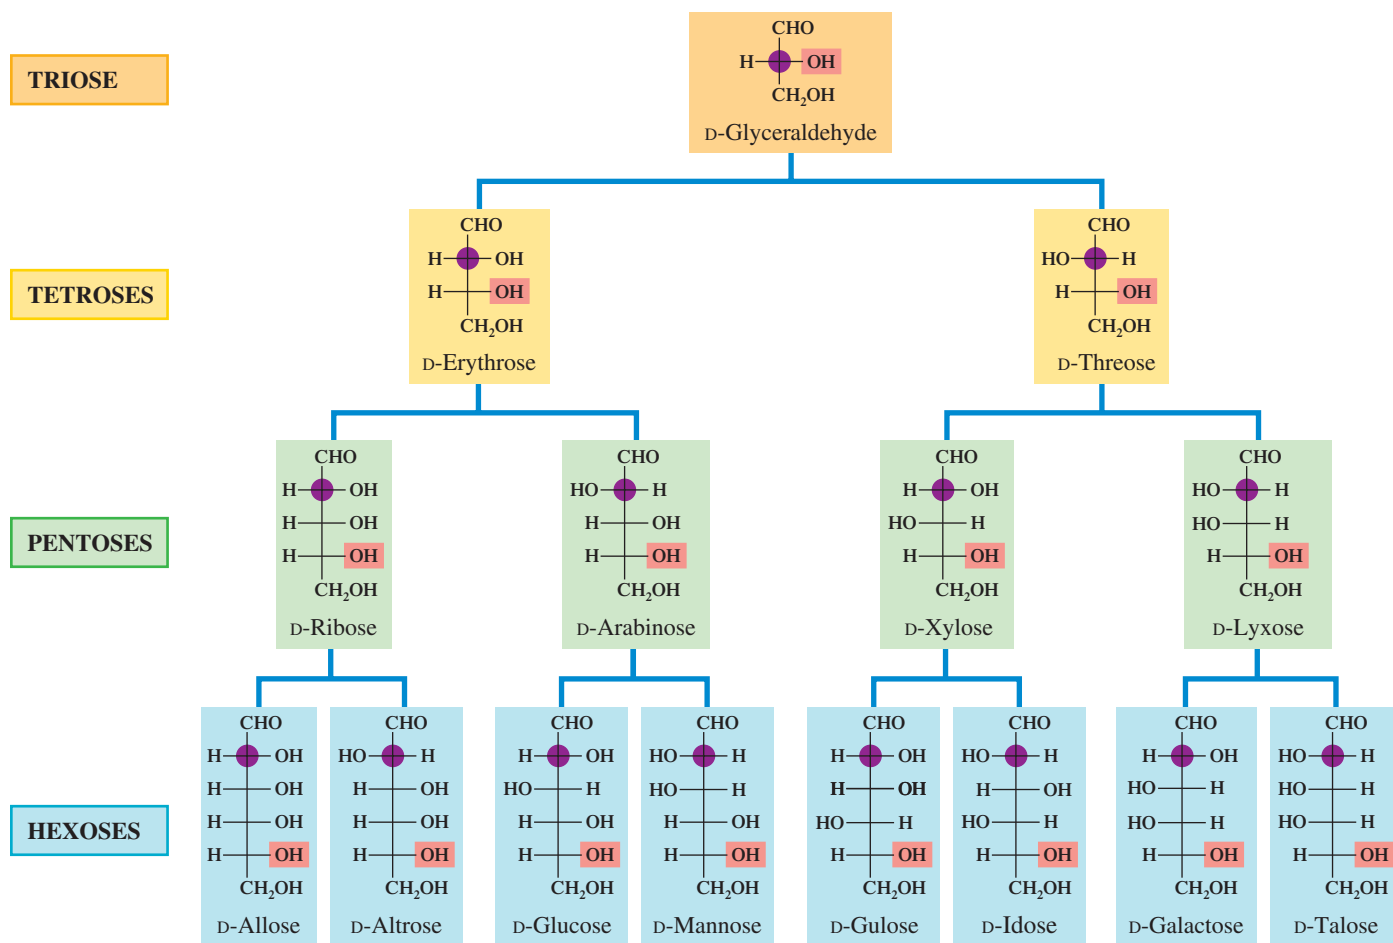 TRIOSE
CHO
H OH
CH2OH
D-Glyceraldehyde
TETROSES
CHO
H OH
H OH
CH2OH
D-Erythrose
CHO
HO H
H OH
CH2OH
D-Threose
PENTOSES
CHO
H OH
H OH
H OH
CH2OH
D-Ribose
CHO
HO H
H OH
H OH
CH2OH
D-Arabinose
CHO
H OH
HO H
H OH
CH2OH
D-Xylose
CHO
HO H
HO H
H OH
CH2OH
D-Lyxose
HEXOSES
CHO
H OH
H OH
H OH
H OH
CH2OH
D-Allose
CHO
HO H
H OH
H OH
H OH
CH2OH
D-Altrose
CHO
H OH
HO H
H OH
H OH
CH2OH
D-Glucose
CHO
HO H
HO H
H OH
H OH
CH2OH
D-Mannose
CHO
H OH
H OH
HO H
H OH
CH2OH
D-Gulose
CHO
HO H
H OH
HO H
H OH
CH2OH
D-Idose
CHO
H OH
HO H
HO H
H OH
CH2OH
D-Galactose
CHO
HO H
HO H
HO H
H OH
CH2OH
D-Talose